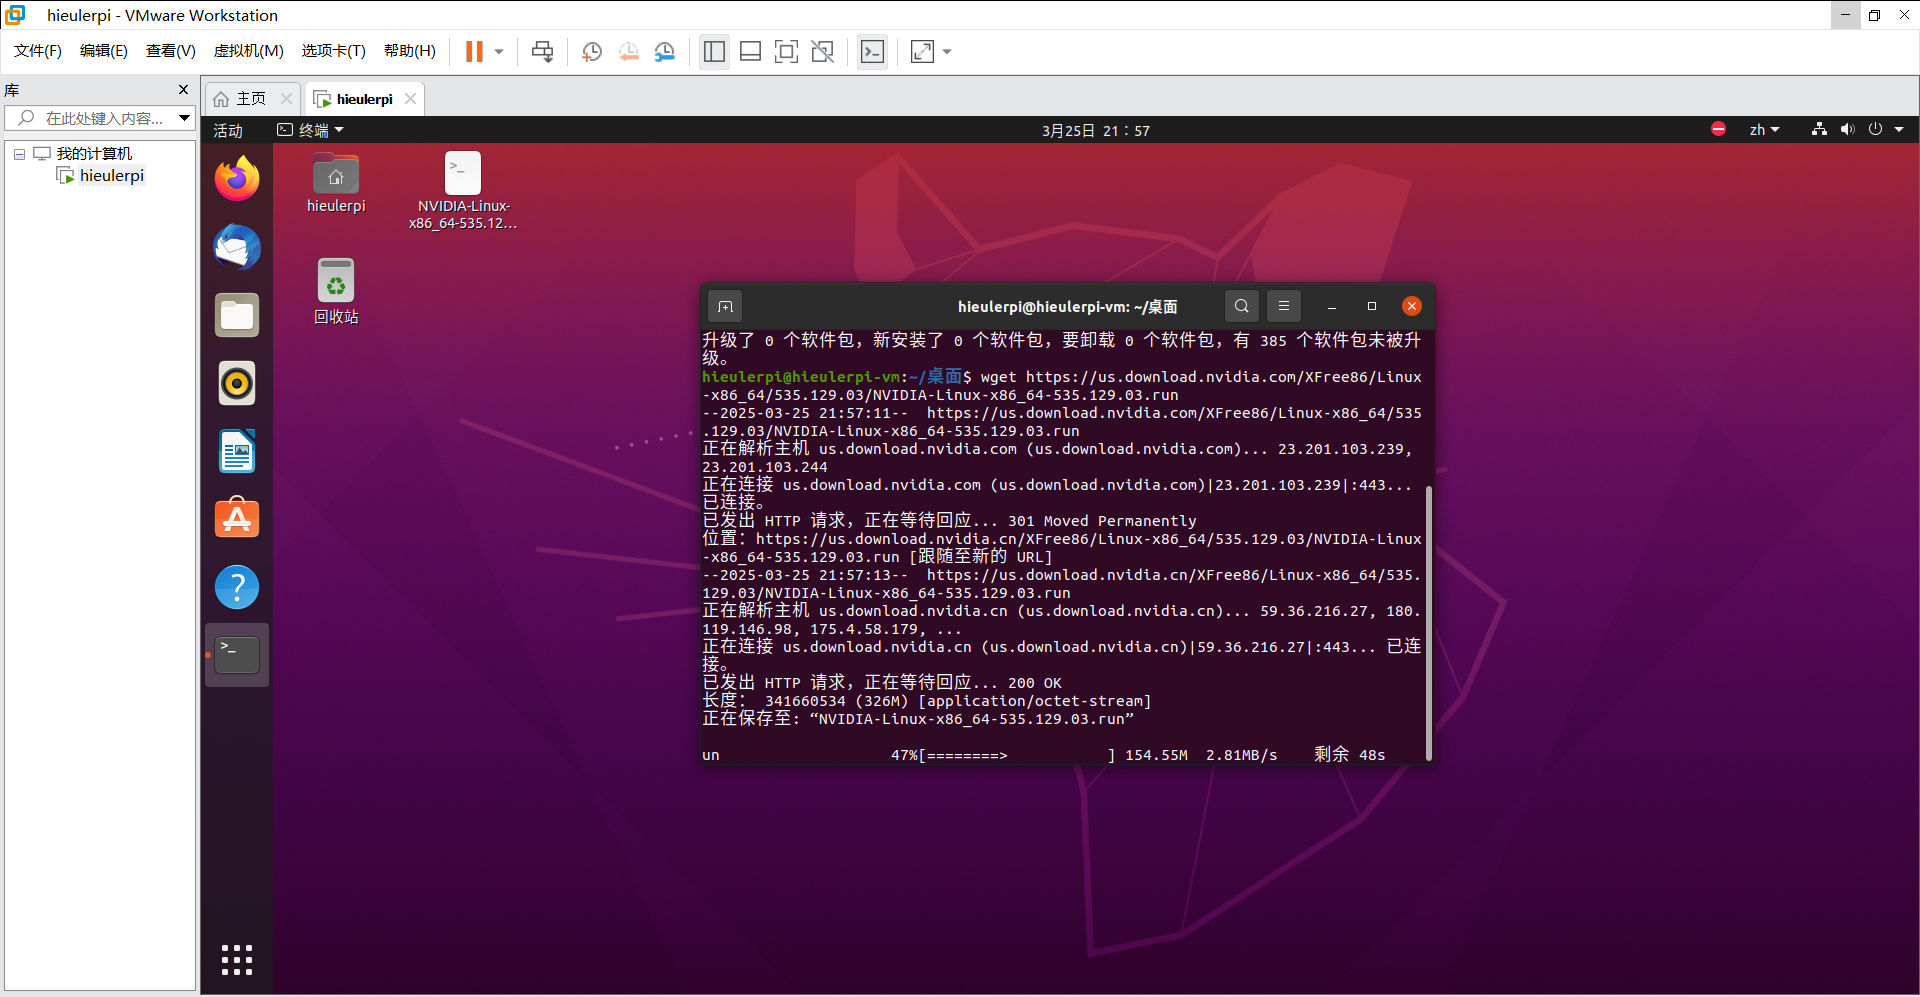 hieulerpi - VMware Workstation
文件(F) 编辑(E) 查看(V) 虚拟机(M) 选项卡(T) 帮助(H)
库
在此处键入内容...
我的计算机
hieulerpi
主页 hieulerpi
活动 终端 3月25日 21：57 zh
hieulerpi
NVIDIA-Linux-
x86_64-535.12...
回收站
hieulerpi@hieulerpi-vm: ~/桌面
升级了 0 个软件包，新安装了 0 个软件包，要卸载 0 个软件包，有 385 个软件包未被升
级。
hieulerpi@hieulerpi-vm:~/桌面$ wget https://us.download.nvidia.com/XFree86/Linux
-x86_64/535.129.03/NVIDIA-Linux-x86_64-535.129.03.run
--2025-03-25 21:57:11--  https://us.download.nvidia.com/XFree86/Linux-x86_64/535
.129.03/NVIDIA-Linux-x86_64-535.129.03.run
正在解析主机 us.download.nvidia.com (us.download.nvidia.com)... 23.201.103.239,
23.201.103.244
正在连接 us.download.nvidia.com (us.download.nvidia.com)|23.201.103.239|:443...
已连接。
已发出 HTTP 请求，正在等待回应... 301 Moved Permanently
位置：https://us.download.nvidia.cn/XFree86/Linux-x86_64/535.129.03/NVIDIA-Linux
-x86_64-535.129.03.run [跟随至新的 URL]
--2025-03-25 21:57:13--  https://us.download.nvidia.cn/XFree86/Linux-x86_64/535.
129.03/NVIDIA-Linux-x86_64-535.129.03.run
正在解析主机 us.download.nvidia.cn (us.download.nvidia.cn)... 59.36.216.27, 180.
119.146.98, 175.4.58.179, ...
正在连接 us.download.nvidia.cn (us.download.nvidia.cn)|59.36.216.27|:443... 已连
接。
已发出 HTTP 请求，正在等待回应... 200 OK
长度： 341660534 (326M) [application/octet-stream]
正在保存至: “NVIDIA-Linux-x86_64-535.129.03.run”
un 47%[========> ] 154.55M 2.81MB/s 剩余 48s